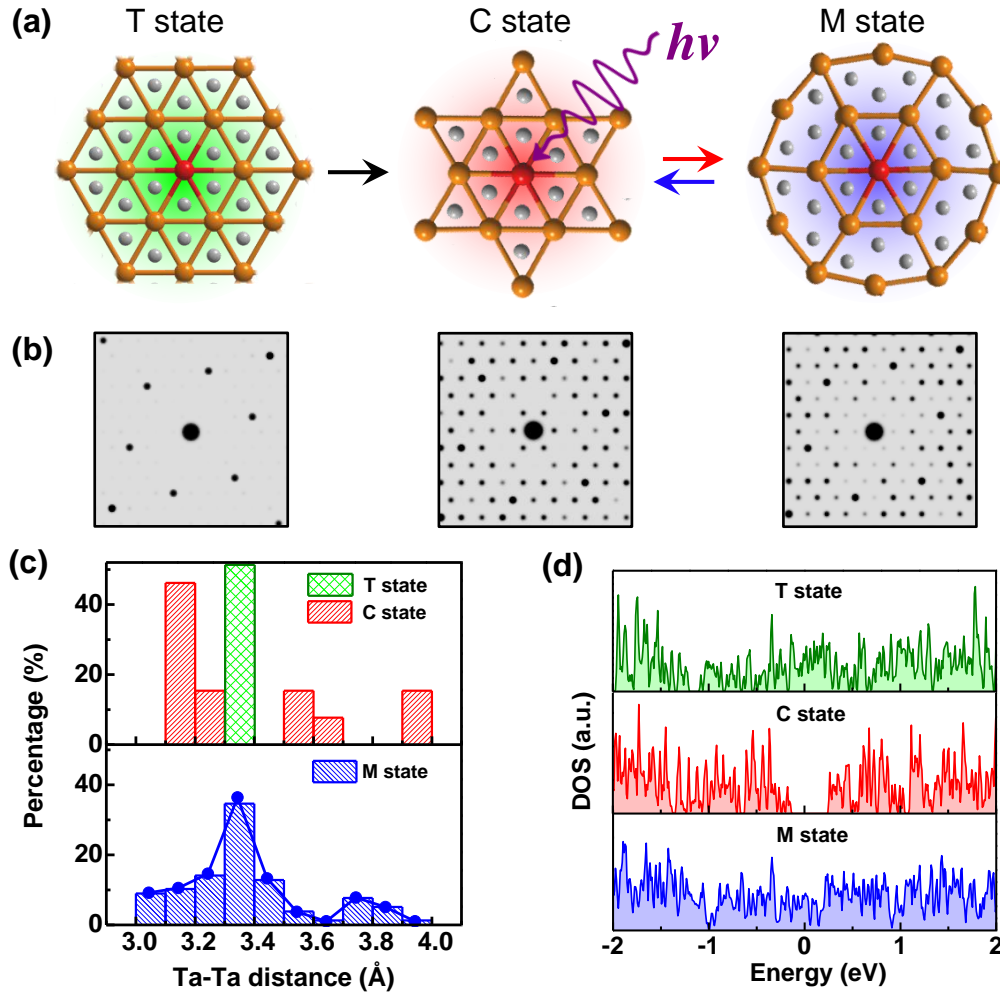 (a)
T state
C state
M state
hν
(b)
(c)
T state
C state
40
20
0
M state
40
20
0
3.0 3.2 3.4 3.6 3.8 4.0
Percentage (%)
Ta-Ta distance (Å)
(d)
T state
C state
M state
DOS (a.u.)
-2 -1 0 1 2
Energy (eV)